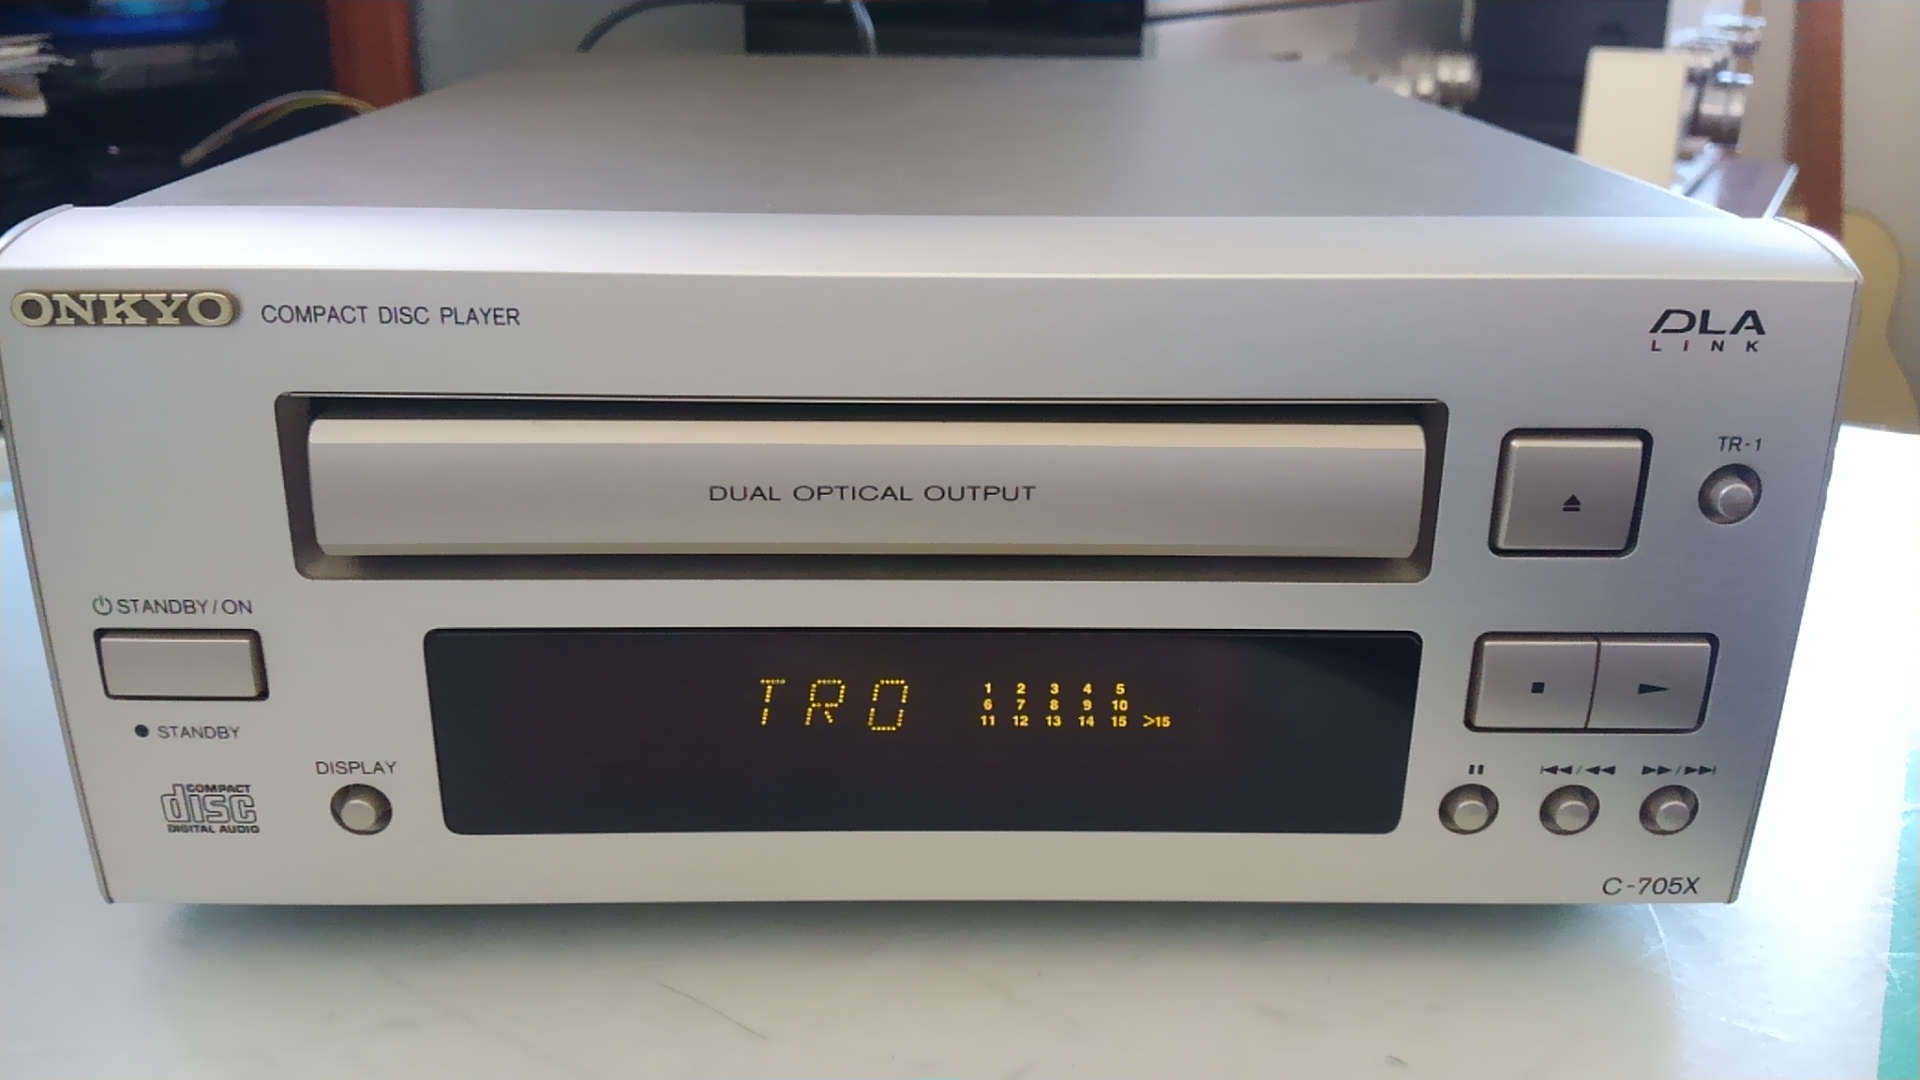 ONKYO COMPACT DISC PLAYER
DLA
LINK
TR-1
DUAL OPTICAL OUTPUT
STANDBY/ON
STANDBY
TRO
1 2 3 4 5
6 7 8 9 10
11 12 13 14 15 >15
DISPLAY
COMPACT
disc
DIGITAL AUDIO
C-705X